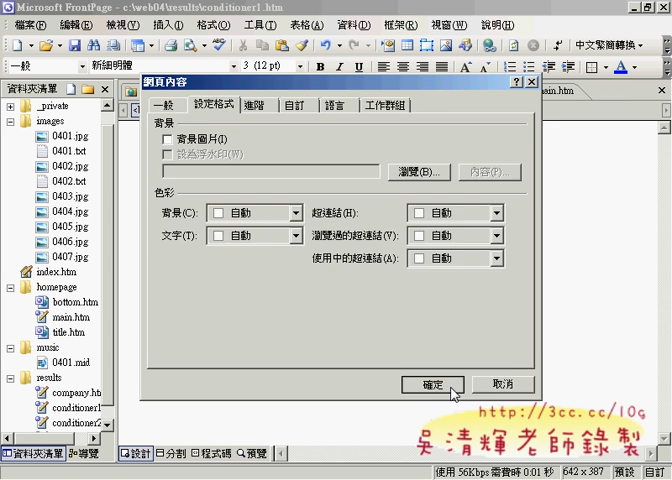 Microsoft FrontPage - c:\web04\results\conditioner1_.htm
檔案(F) 編輯(E) 檢視(V) 插入(I) 格式(O) 工具(T) 表格(A) 資料(D) 框架(R) 視窗(W) 說明(H)
中文繁簡轉換
一般 新細明體 3 (12 pt) B I U A A A
資料夾清單
_private
images
0401.jpg
0401.txt
0402.jpg
0402.txt
0403.jpg
0404.jpg
0405.jpg
0406.jpg
0407.jpg
index.htm
homepage
bottom.htm
main.htm
title.htm
music
0401.mid
results
company.ht
conditioner1
conditioner2
資料夾清單 導覽
main.htm
網頁內容
一般 設定格式 進階 自訂 語言 工作群組
背景
背景圖片(I)
設為浮水印(W)
瀏覽(B)... 內容(P)...
色彩
背景(C): 自動 超連結(H): 自動
文字(T): 自動 瀏覽過的超連結(V): 自動
使用中的超連結(A): 自動
確定 取消
http://3cc.cc/10g
吳清輝老師錄製
設計 分割 程式碼 預覽
使用 56Kbps 需費時 0:01 秒 642 x 387 預設 自訂